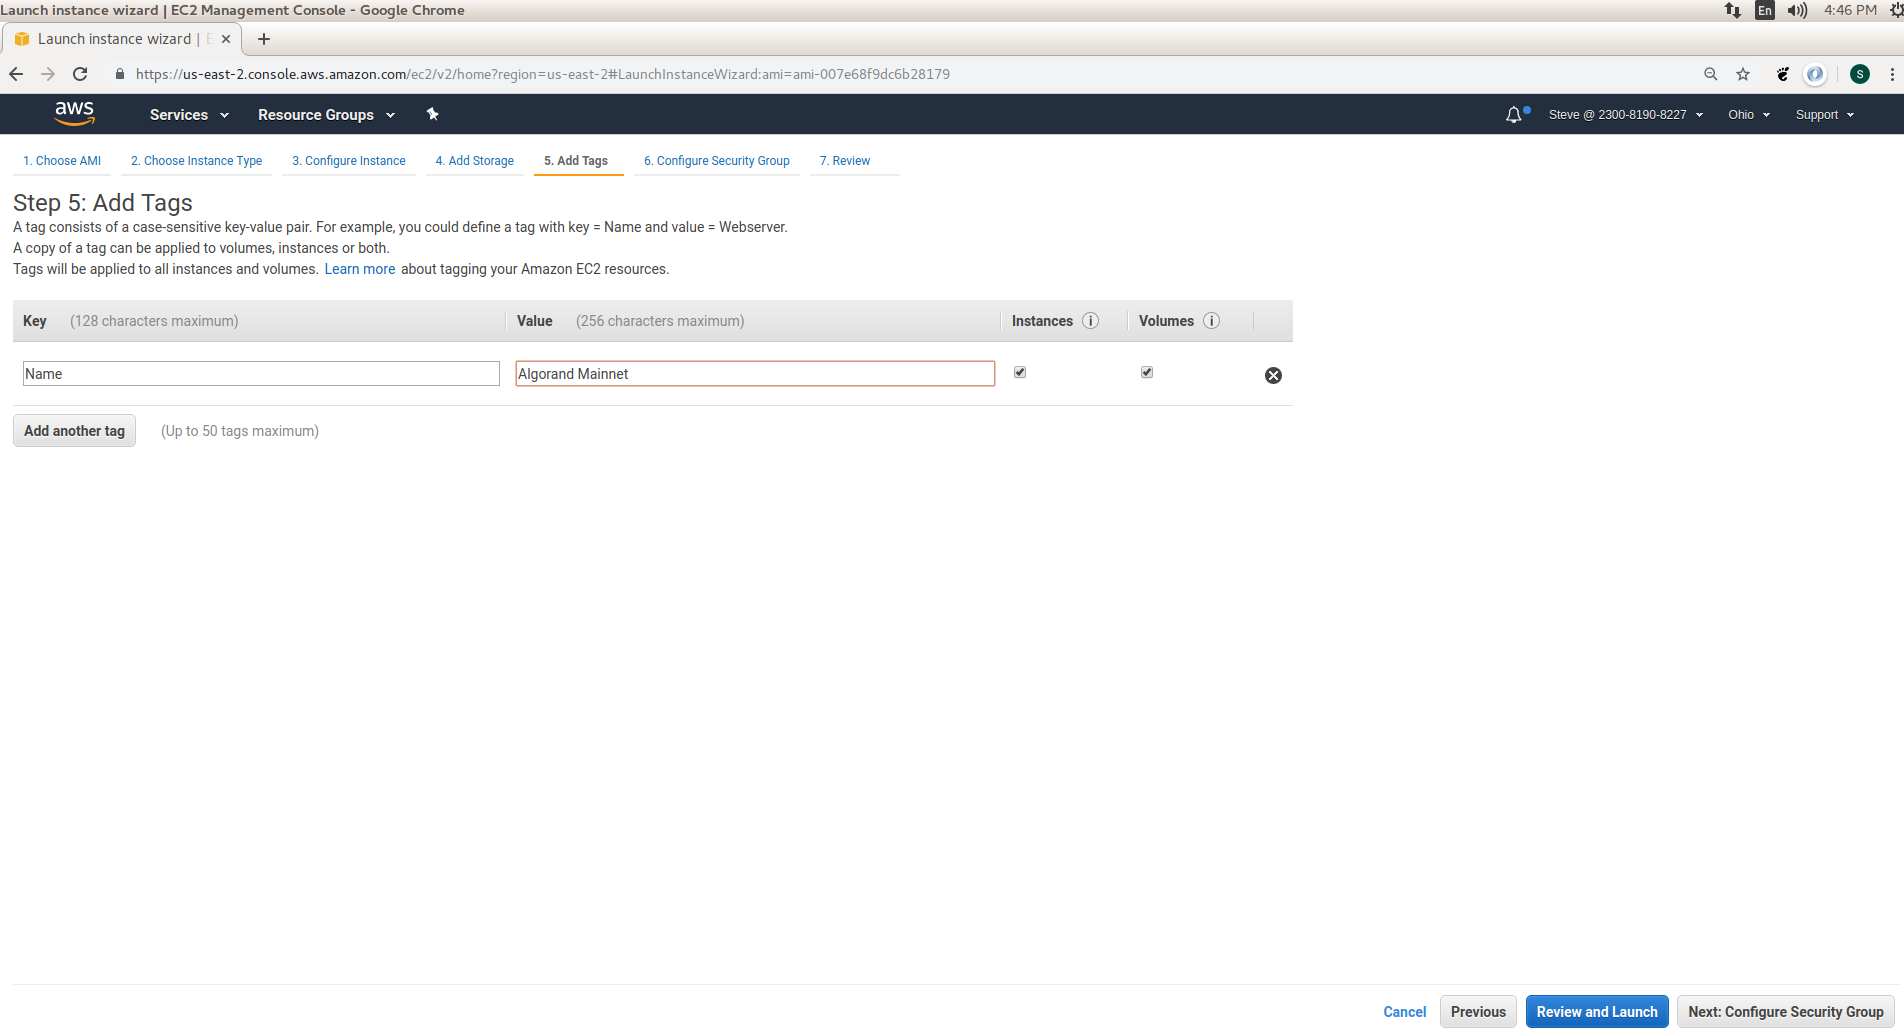 Launch instance wizard | EC2 Management Console - Google Chrome
En
4:46 PM
Launch instance wizard | E
https://us-east-2.console.aws.amazon.com/ec2/v2/home?region=us-east-2#LaunchInstanceWizard:ami=ami-007e68f9dc6b28179
S
aws
Services
Resource Groups
Steve @ 2300-8190-8227
Ohio
Support
1. Choose AMI
2. Choose Instance Type
3. Configure Instance
4. Add Storage
5. Add Tags
6. Configure Security Group
7. Review
Step 5: Add Tags
A tag consists of a case-sensitive key-value pair. For example, you could define a tag with key = Name and value = Webserver.
A copy of a tag can be applied to volumes, instances or both.
Tags will be applied to all instances and volumes. Learn more about tagging your Amazon EC2 resources.
Key (128 characters maximum)
Value (256 characters maximum)
Instances i
Volumes i
Name
Algorand Mainnet
Add another tag
(Up to 50 tags maximum)
Cancel
Previous
Review and Launch
Next: Configure Security Group